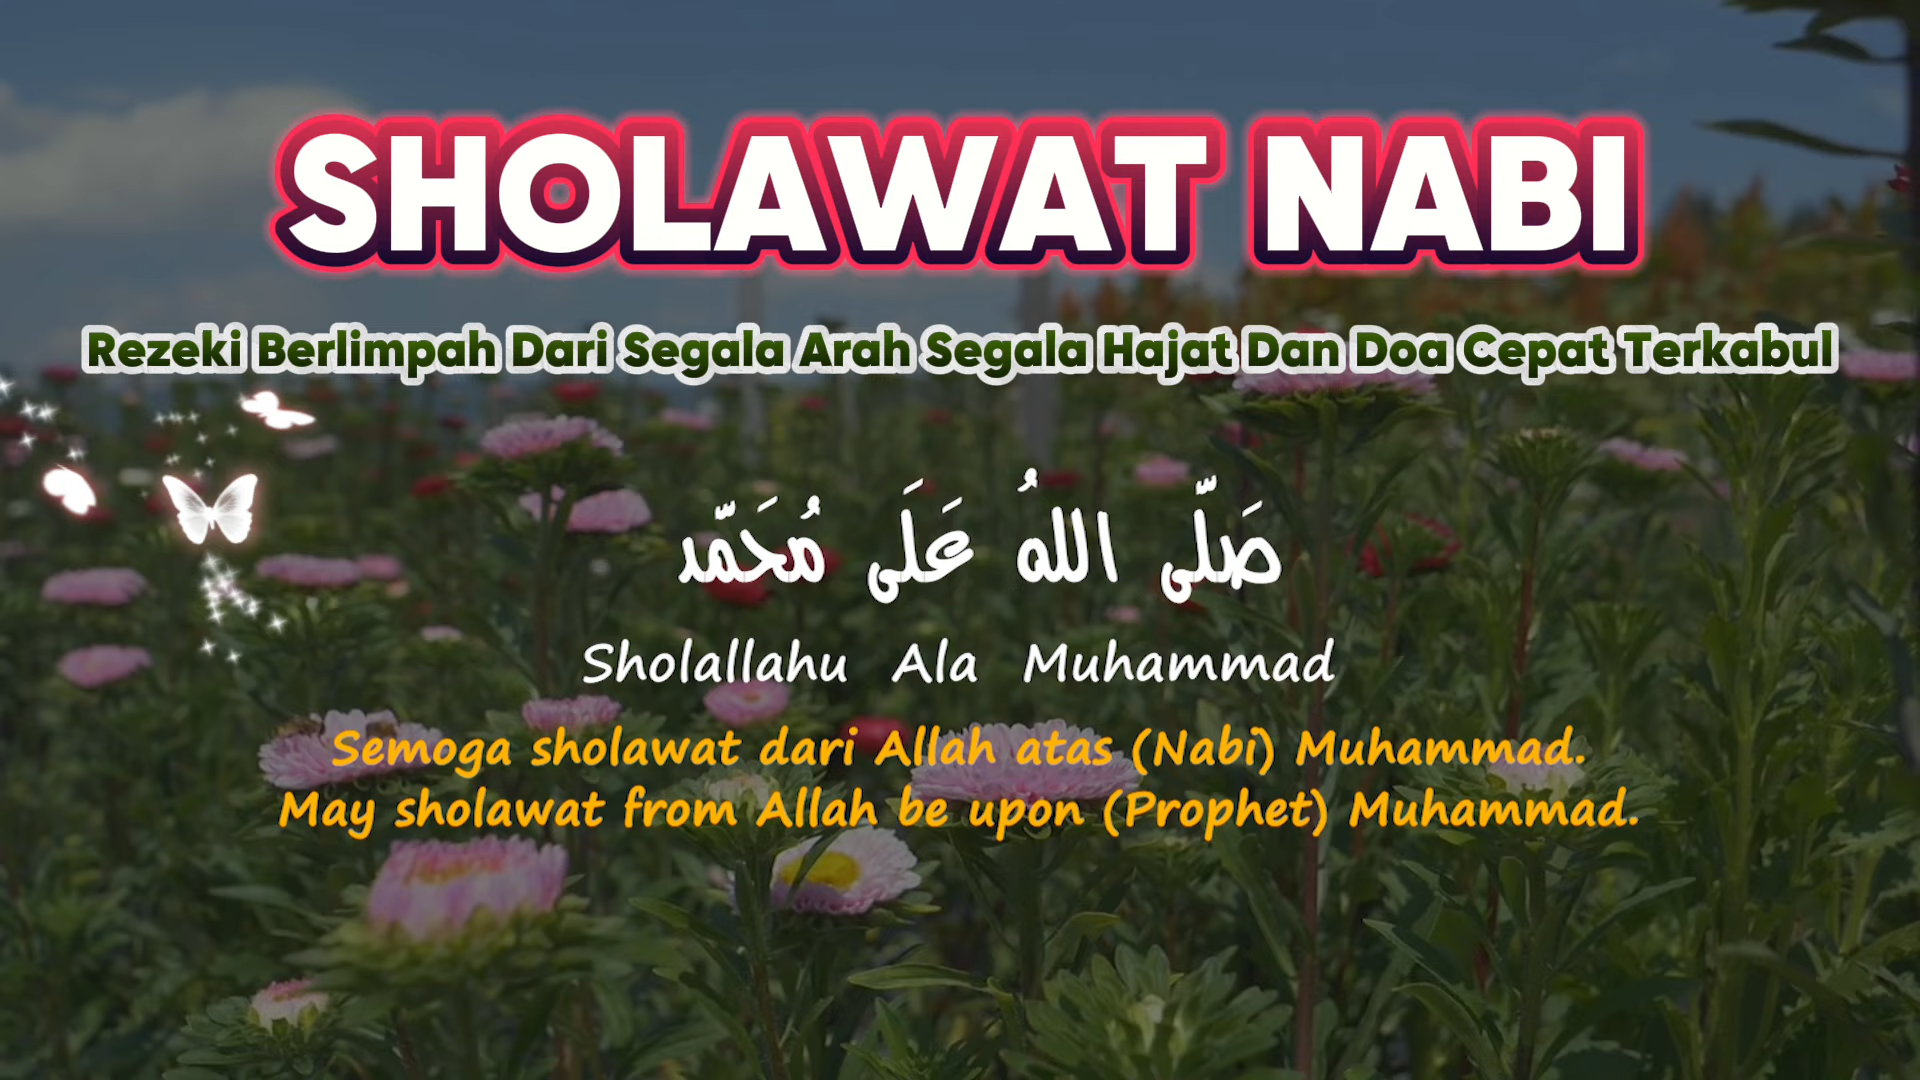 SHOLAWAT NABI
Rezeki Berlimpah Dari Segala Arah Segala Hajat Dan Doa Cepat Terkabul
صَلَّى اللهُ عَلَى مُحَمَّد
Sholallahu Ala Muhammad
Semoga sholawat dari Allah atas (Nabi) Muhammad.
May sholawat from Allah be upon (Prophet) Muhammad.